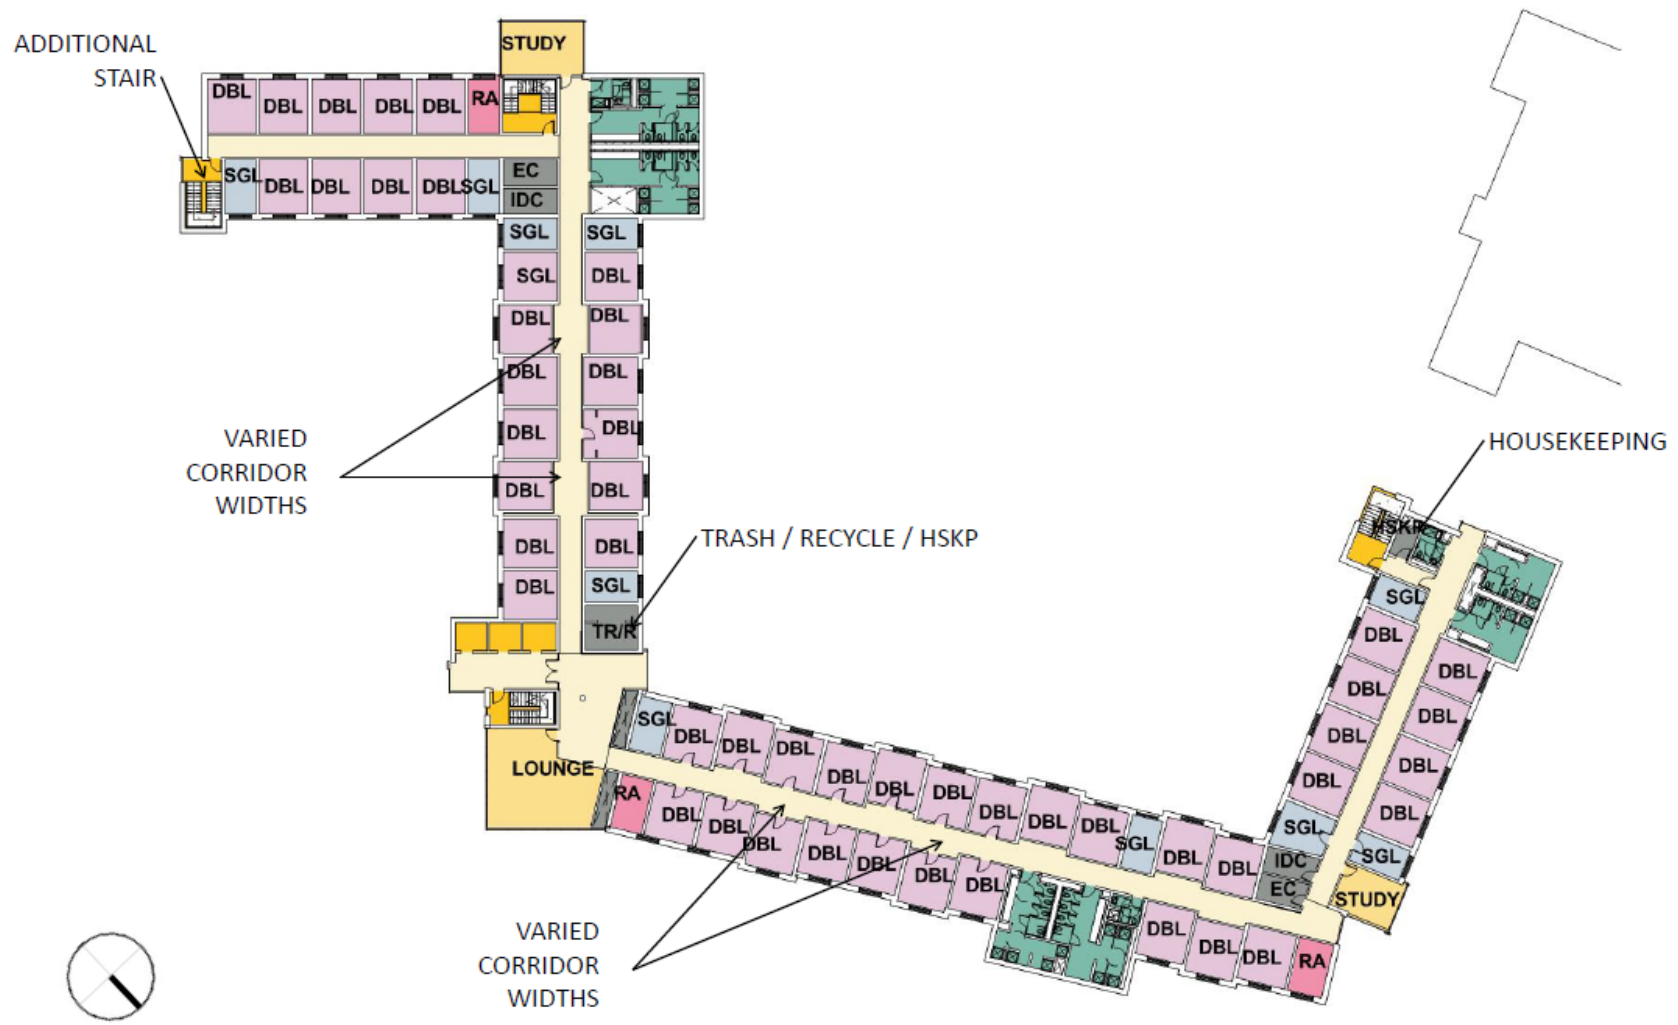 ADDITIONAL
STAIR
STUDY
DBL DBL DBL DBL DBL RA
SGL DBL DBL DBL DBL SGL EC
IDC
SGL SGL
SGL DBL
DBL DBL
DBL DBL
DBL DBL
DBL DBL
DBL DBL
DBL SGL
TR/R
VARIED
CORRIDOR
WIDTHS
TRASH / RECYCLE / HSKP
HOUSEKEEPING
HSKP
LOUNGE
SGL DBL DBL DBL DBL DBL DBL DBL DBL DBL SGL DBL DBL IDC
EC
RA DBL DBL DBL DBL DBL DBL DBL DBL DBL DBL RA
SGL
DBL DBL
DBL DBL
DBL DBL
DBL DBL
SGL SGL
STUDY
VARIED
CORRIDOR
WIDTHS